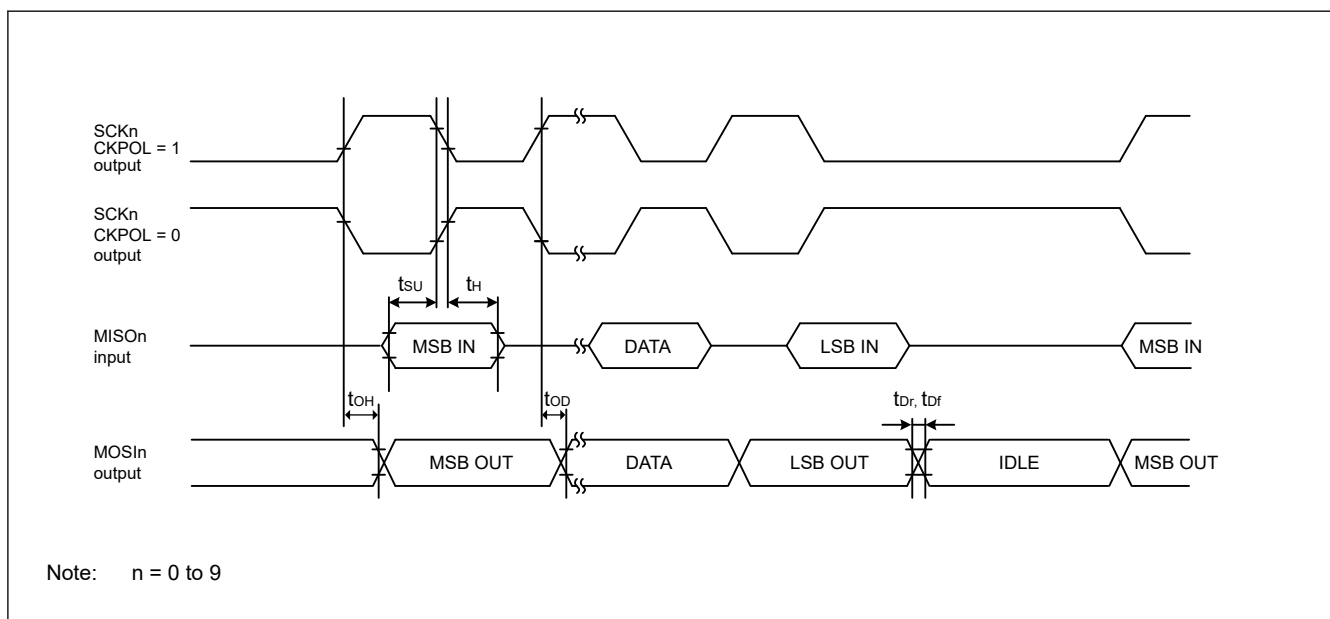 SCKn
CKPOL = 1
output
SCKn
CKPOL = 0
output
tSU
tH
MISOn
input
MSB IN
DATA
LSB IN
MSB IN
tOH
tOD
tDr, tDf
MOSIn
output
MSB OUT
DATA
LSB OUT
IDLE
MSB OUT
Note: n = 0 to 9